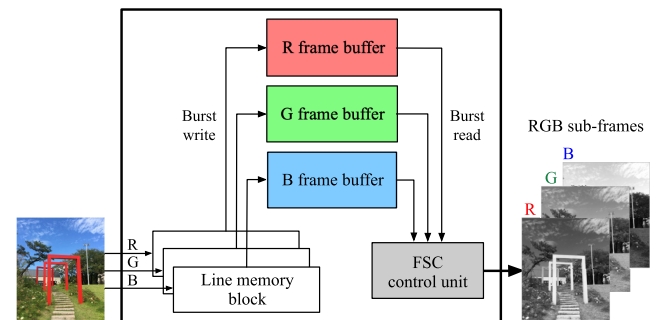 R frame buffer
Burst
write
G frame buffer
Burst
read
RGB sub-frames
B
B frame buffer
G
R
R
G
B
Line memory
block
FSC
control unit